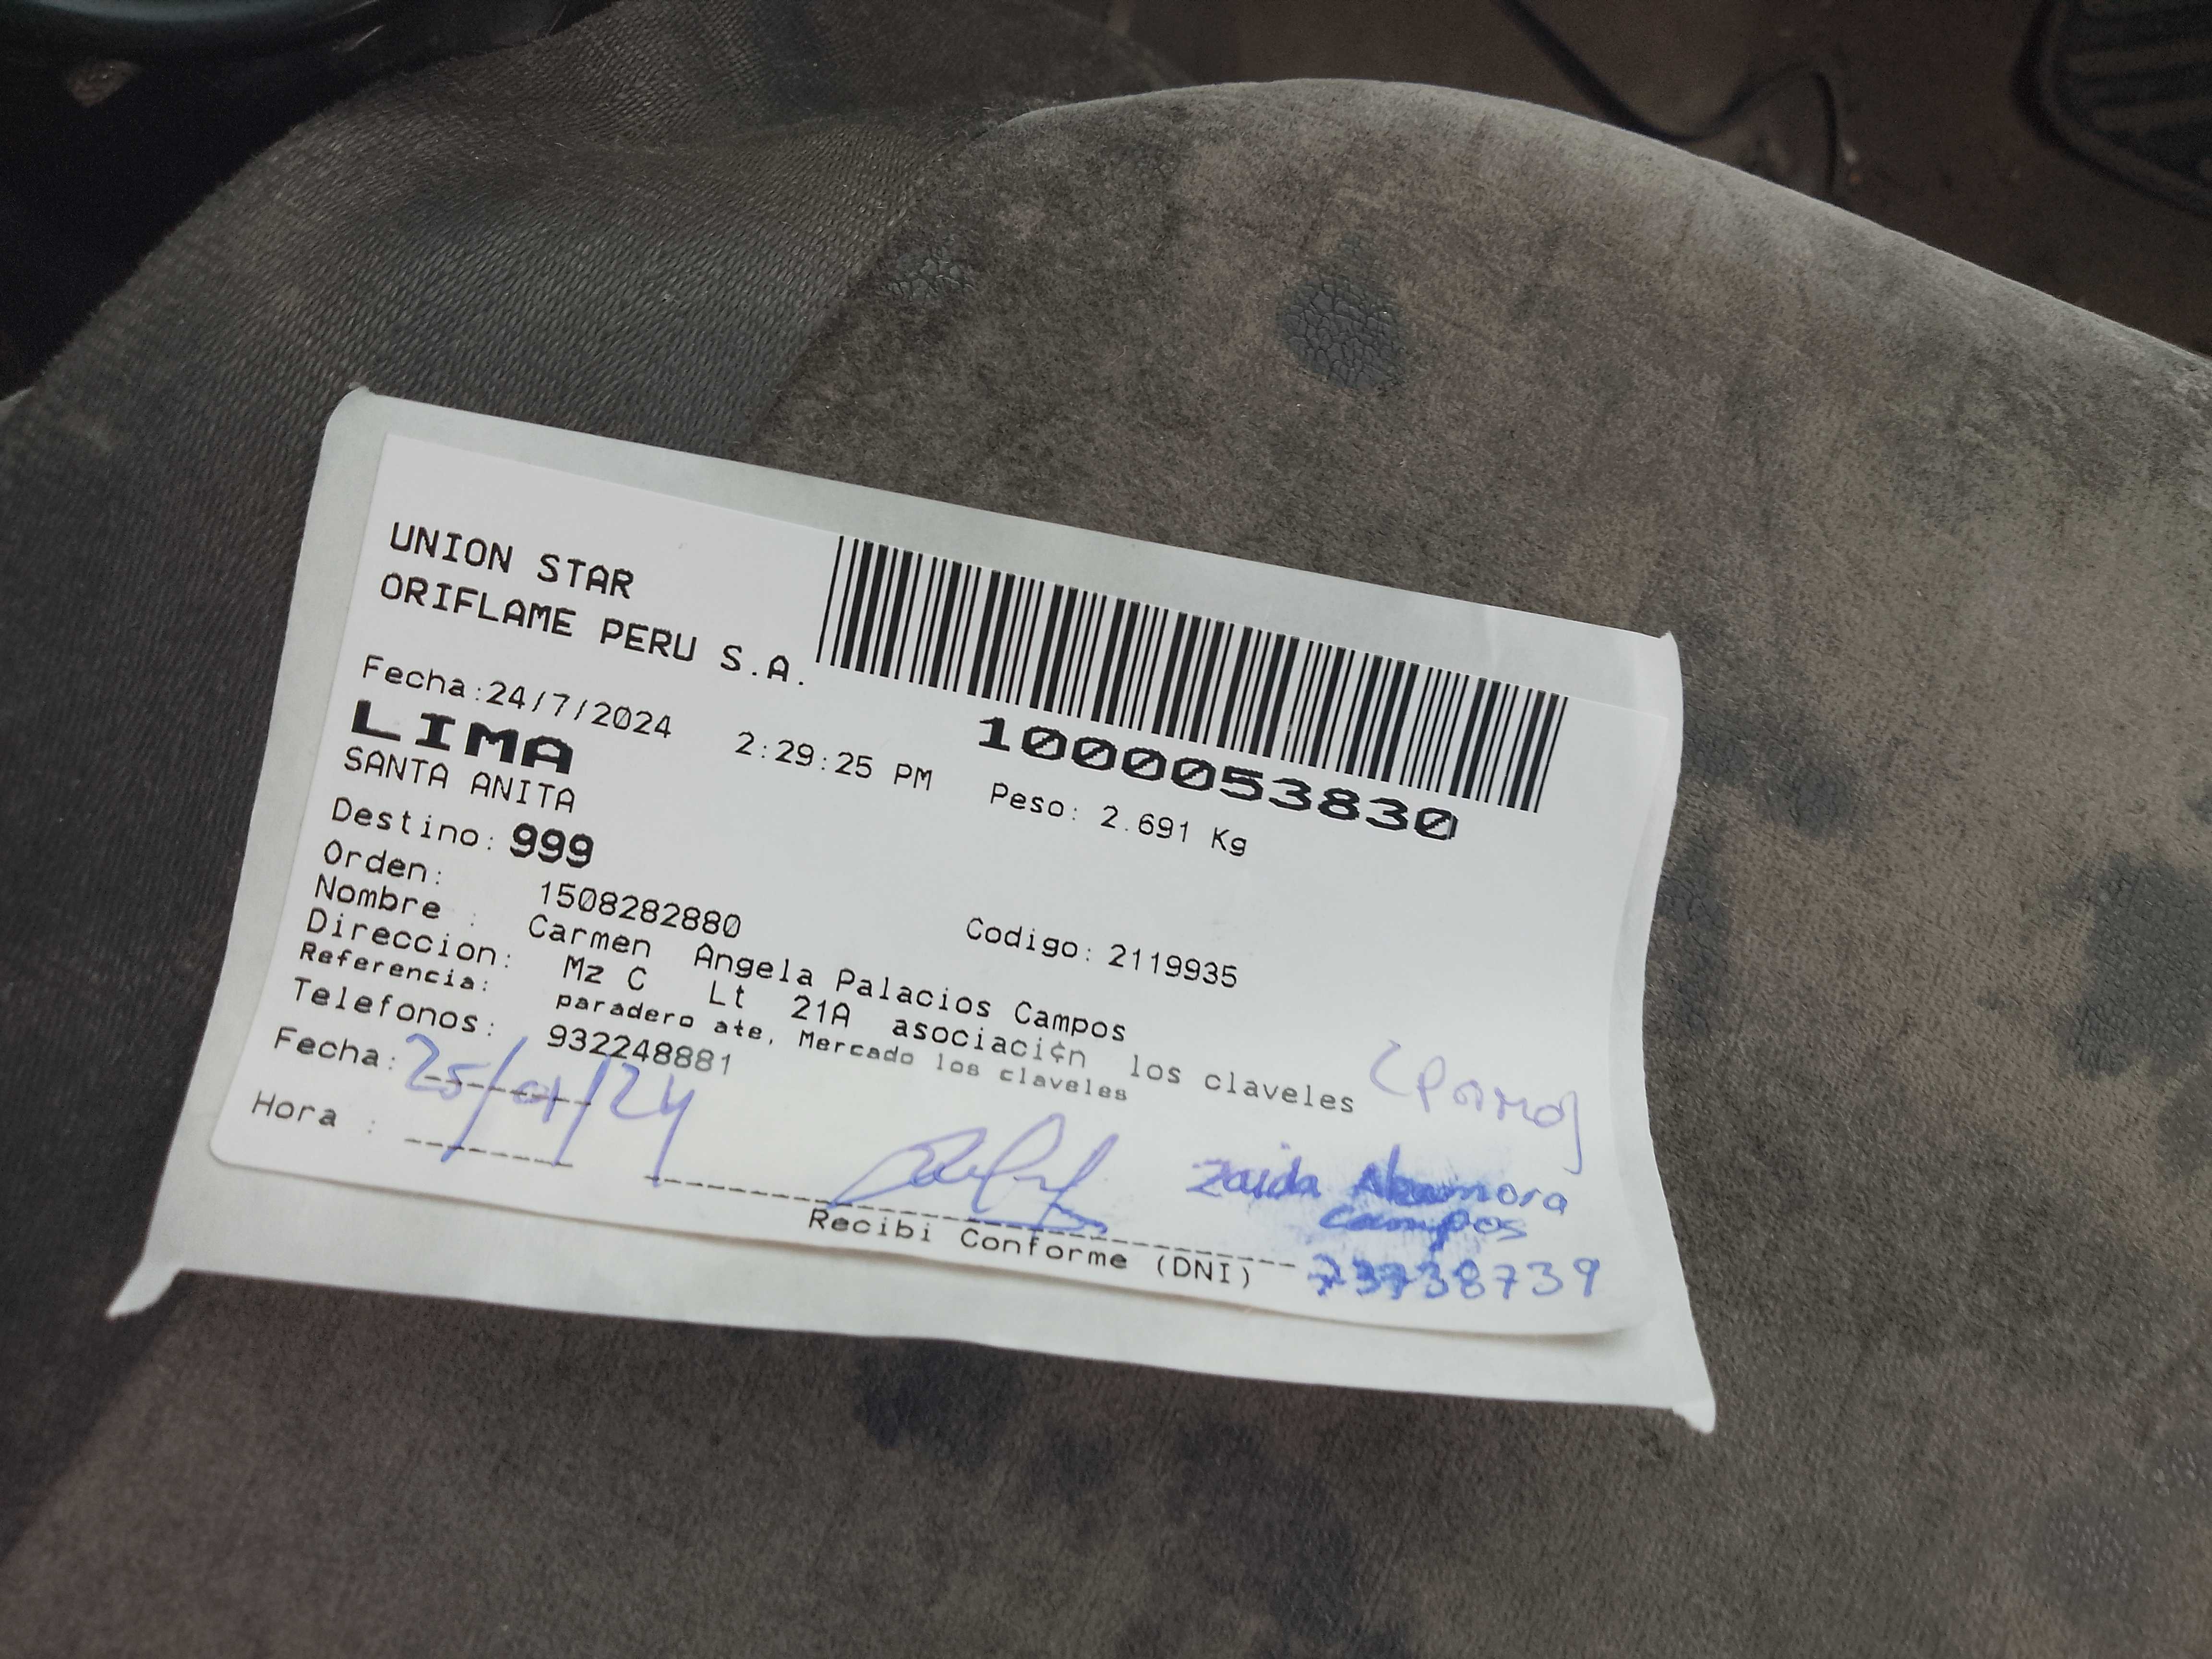 UNION STAR
ORIFLAME PERU S.A.
1000053830
Fecha:24/7/2024 2:29:25 PM Peso: 2.691 Kg
LIMA
SANTA ANITA
Destino: 999
Orden: 1508282880 Codigo: 2119935
Nombre : Carmen Angela Palacios Campos
Direccion: Mz C Lt 21A asociaci¢n los claveles
Referencia: paradero ate, Mercado los claveles
Telefonos: 932248881
Fecha: 25/07/24
Hora :
Zaida
Campos
Recibi Conforme (DNI)